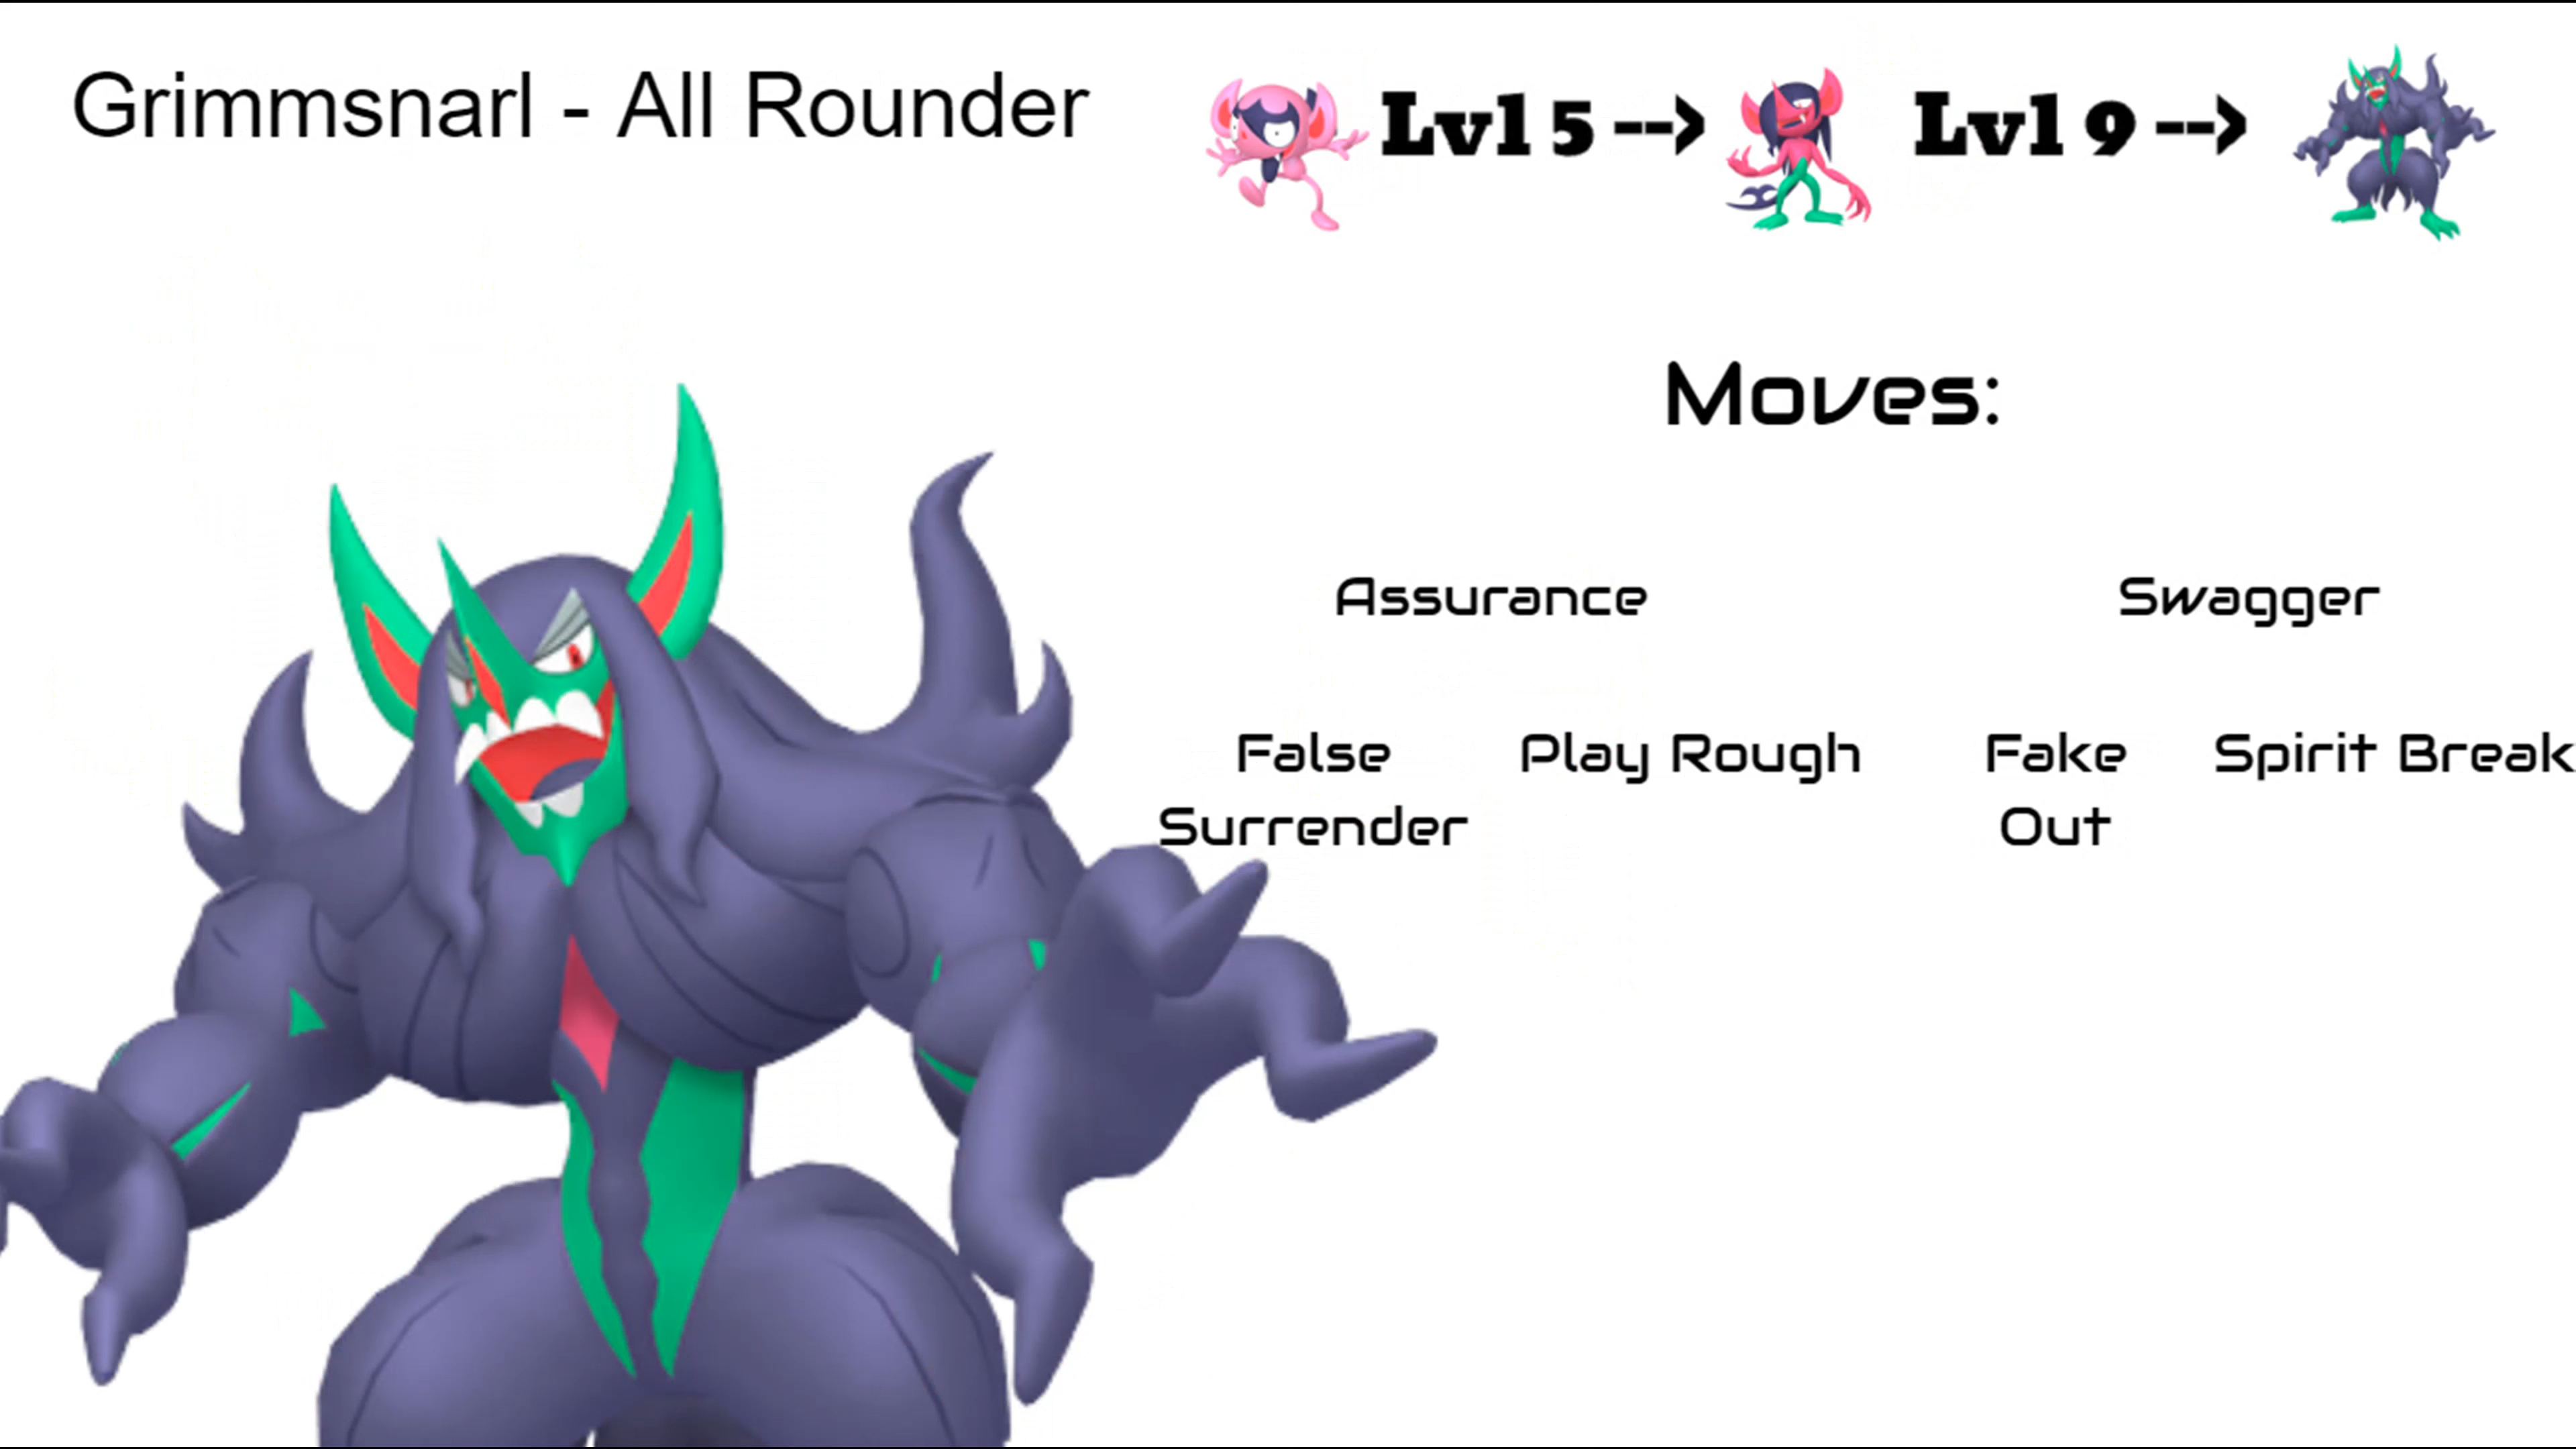 Grimmsnarl - All Rounder
Lvl 5 --> Lvl 9 -->
Moves:
Assurance Swagger
False Play Rough Fake Spirit Break
Surrender Out